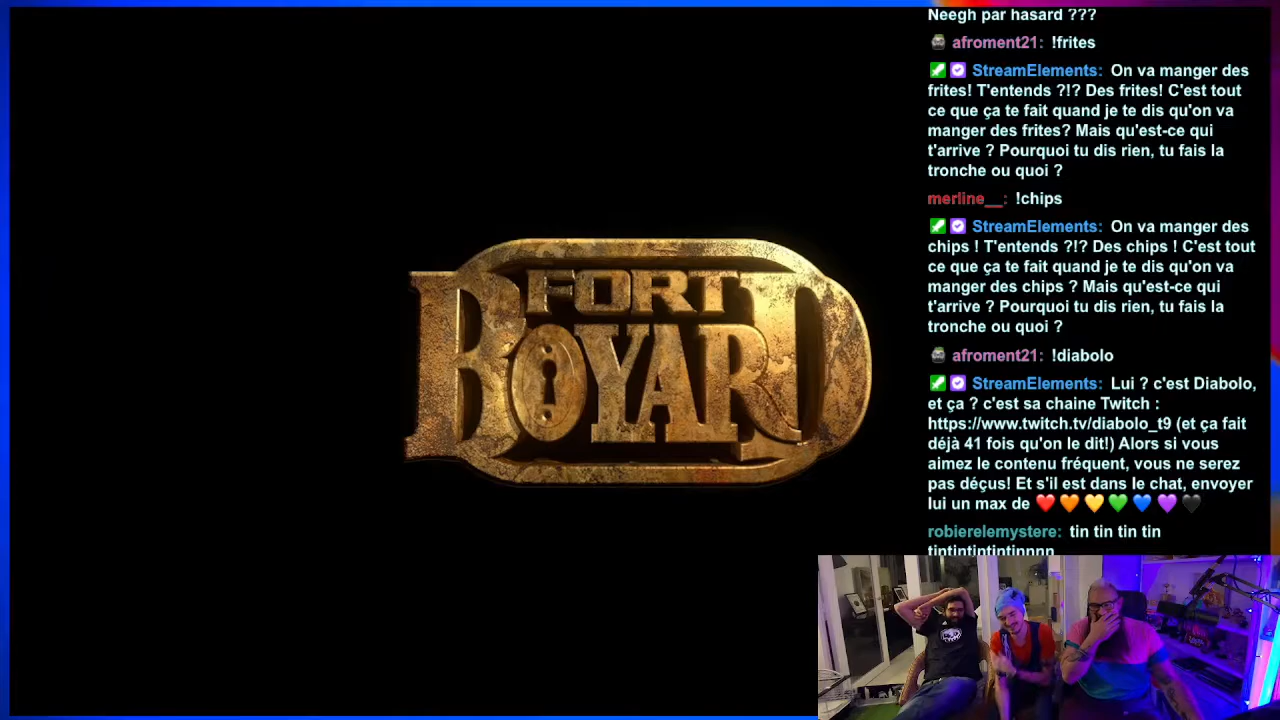 FORT
BOYARD
Neegh par hasard ???
afroment21: !frites
StreamElements: On va manger des
frites! T'entends ?!? Des frites! C'est tout
ce que ça te fait quand je te dis qu'on va
manger des frites? Mais qu'est-ce qui
t'arrive ? Pourquoi tu dis rien, tu fais la
tronche ou quoi ?
merline__: !chips
StreamElements: On va manger des
chips ! T'entends ?!? Des chips ! C'est tout
ce que ça te fait quand je te dis qu'on va
manger des chips ? Mais qu'est-ce qui
t'arrive ? Pourquoi tu dis rien, tu fais la
tronche ou quoi ?
afroment21: !diabolo
StreamElements: Lui ? c'est Diabolo,
et ça ? c'est sa chaine Twitch :
https://www.twitch.tv/diabolo_t9 (et ça fait
déjà 41 fois qu'on le dit!) Alors si vous
aimez le contenu fréquent, vous ne serez
pas déçus! Et s'il est dans le chat, envoyer
lui un max de ❤️🧡💛💚💙💜🖤
robierelemystere: tin tin tin tin
tintintintintinnnn